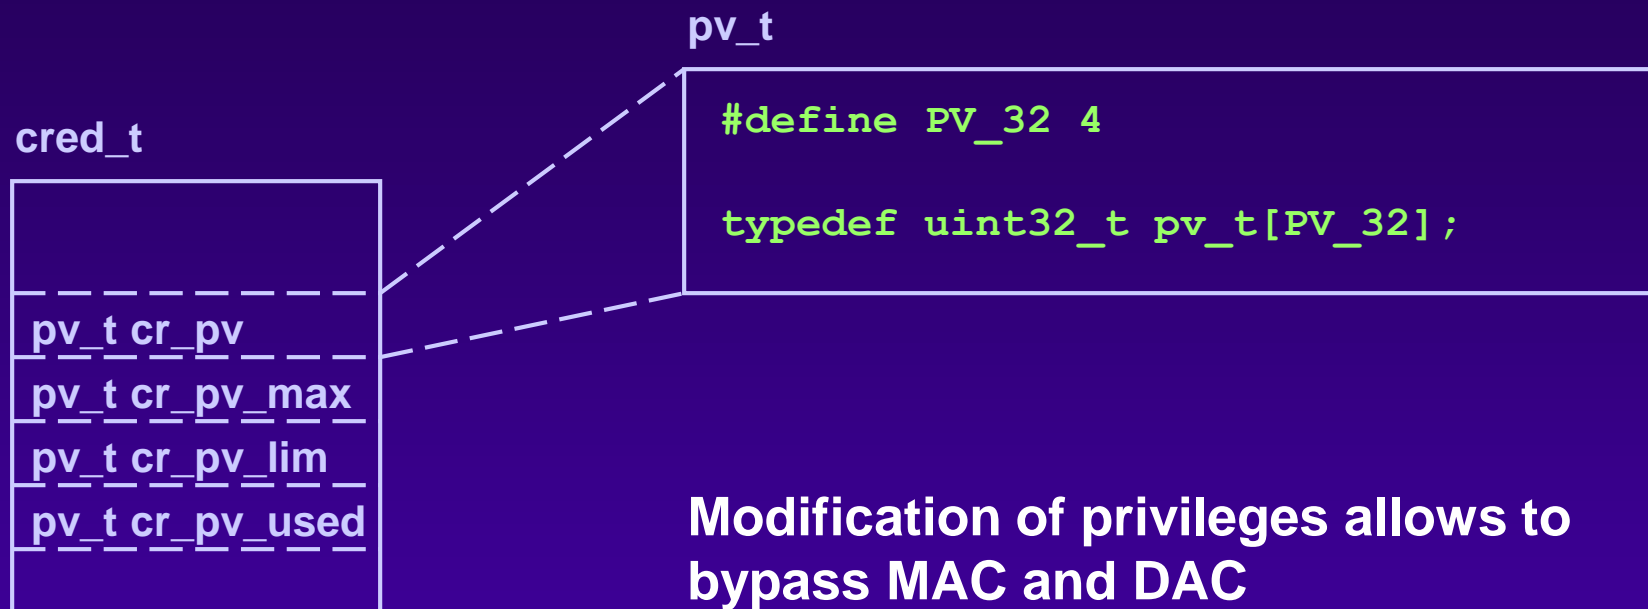 pv_t
#define PV_32 4
typedef uint32_t pv_t[PV_32];
cred_t
pv_t cr_pv
pv_t cr_pv_max
pv_t cr_pv_lim
pv_t cr_pv_used
Modification of privileges allows to
bypass MAC and DAC